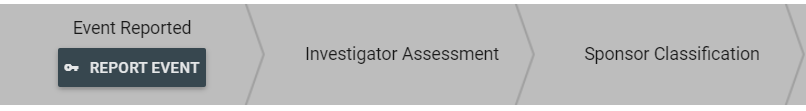 Event Reported
REPORT EVENT
Investigator Assessment
Sponsor Classification